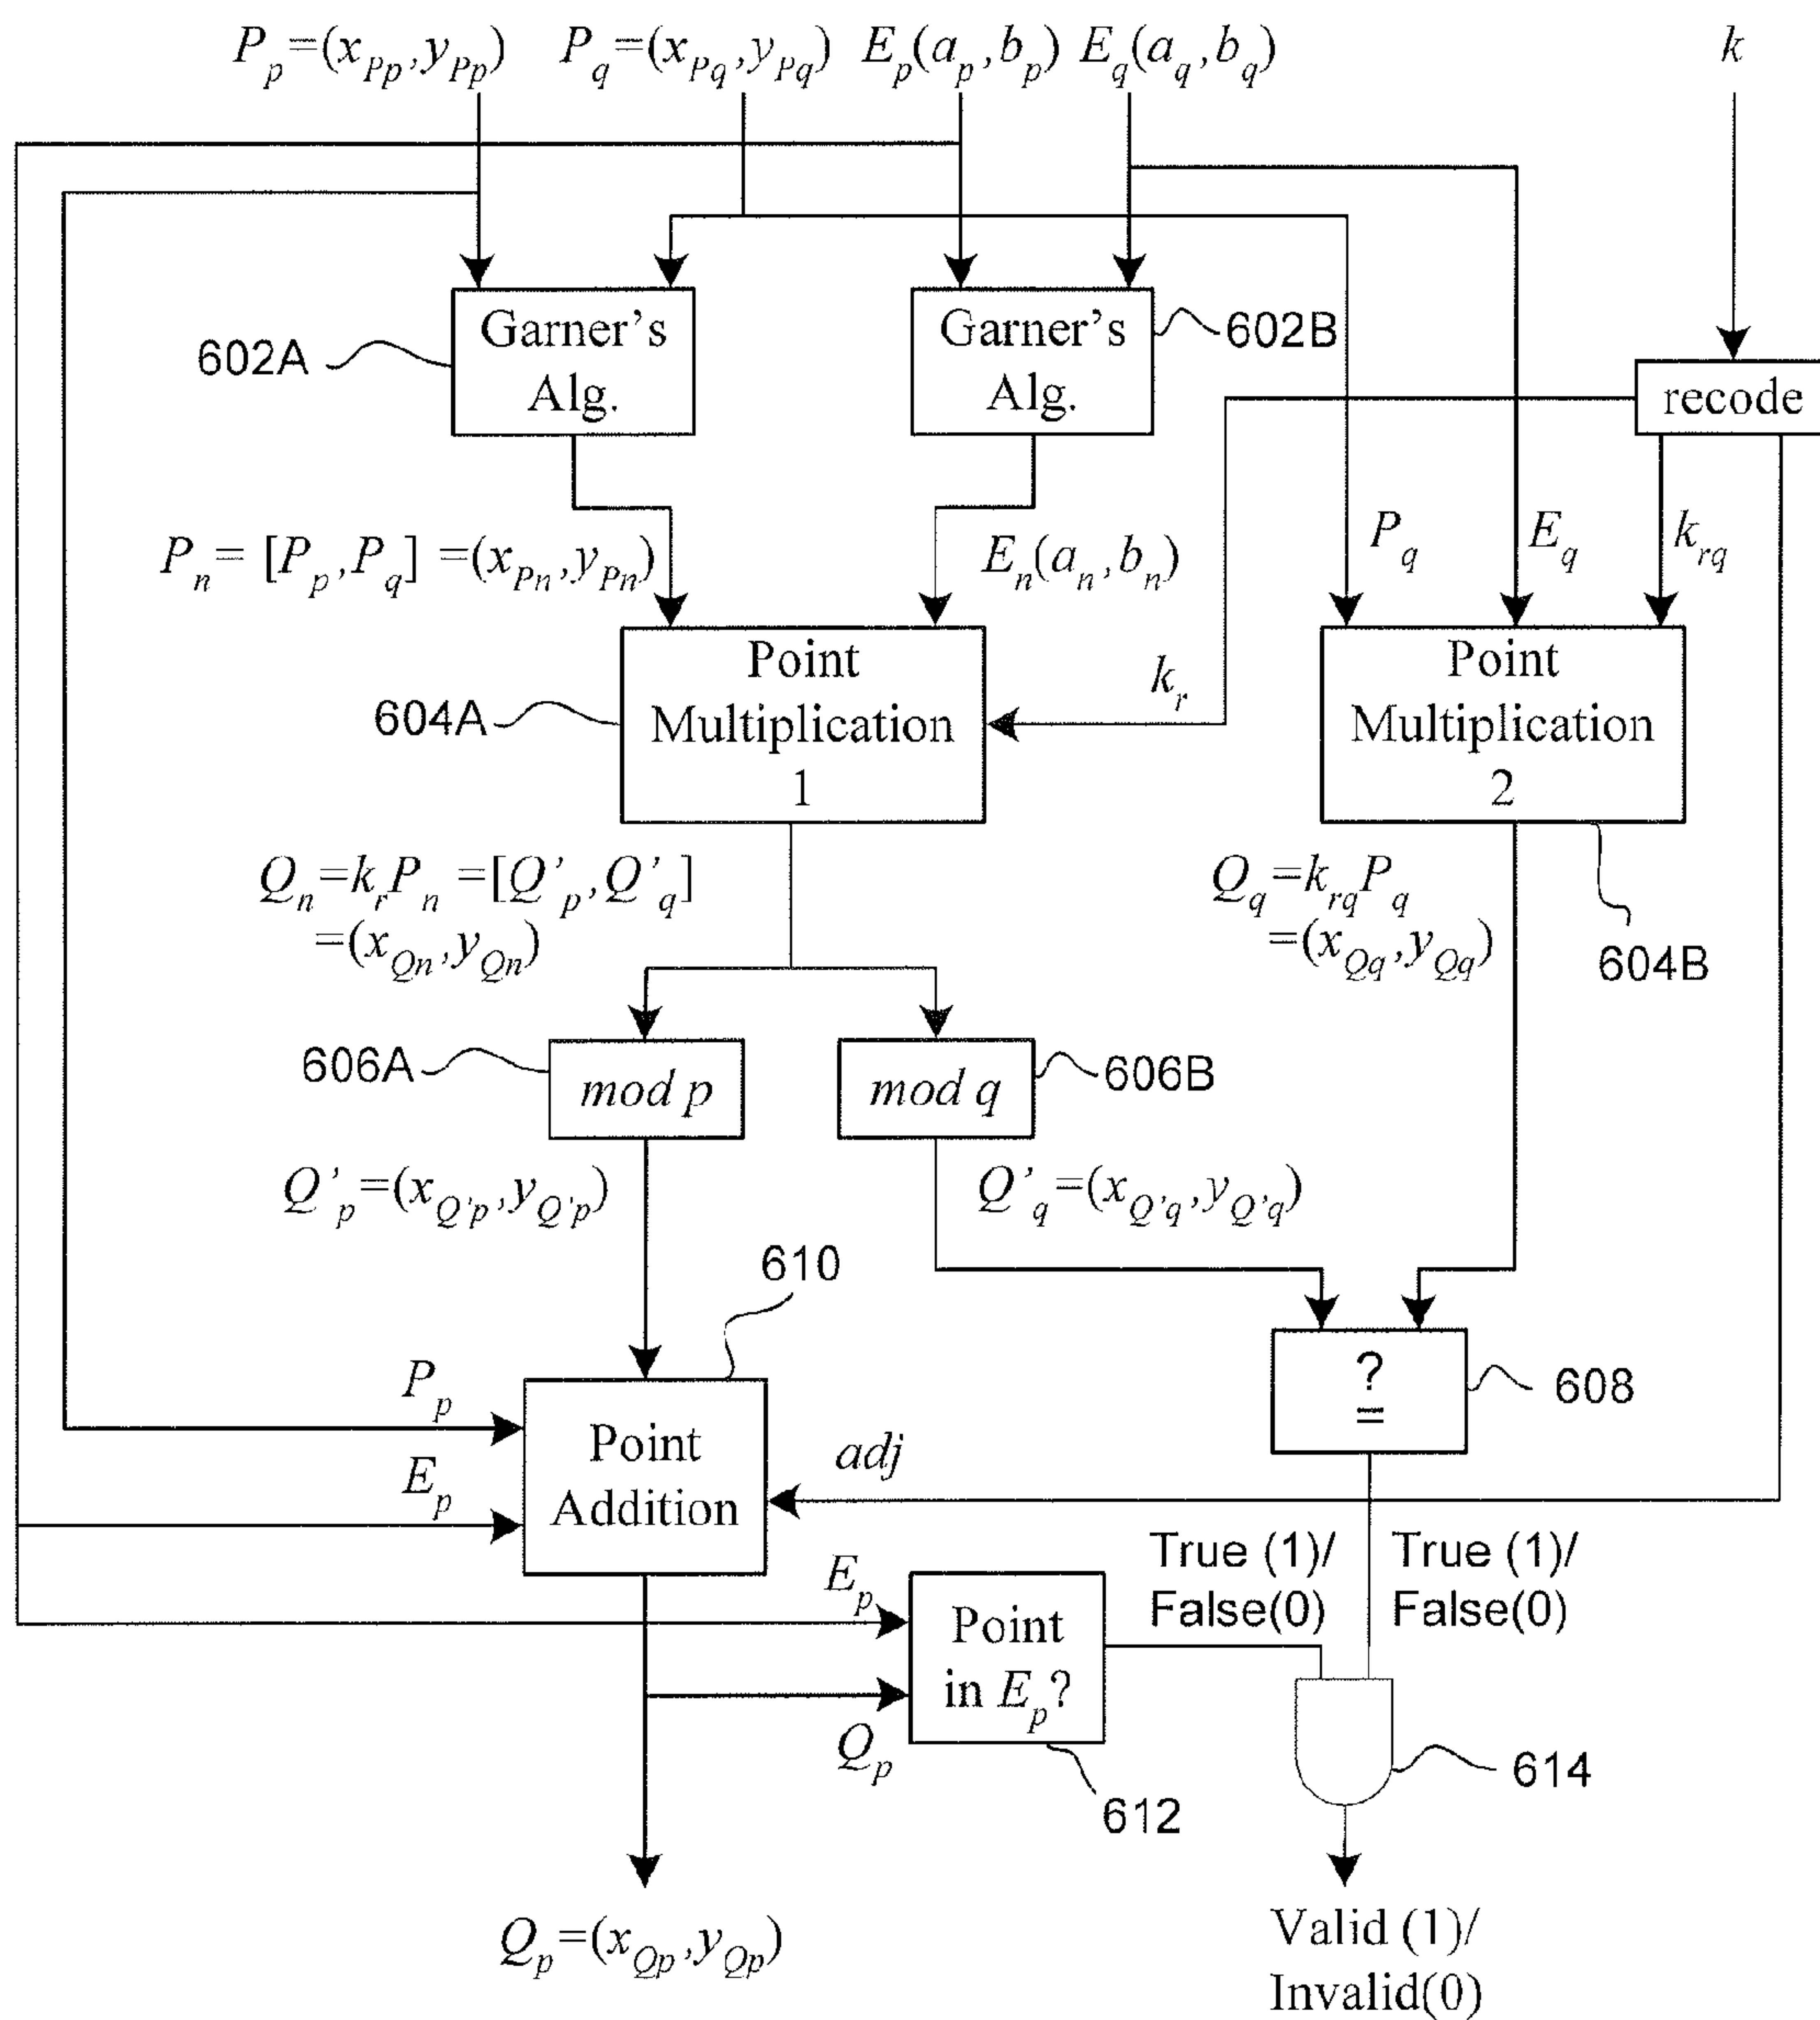 P_p=(x_Pp,y_Pp) P_q=(x_Pq,y_Pq) E_p(a_p,b_p) E_q(a_q,b_q) k
Garner's
Alg.
602A
Garner's
Alg.
602B
recode
P_n= [P_p,P_q] =(x_Pn,y_Pn)
E_n(a_n,b_n)
P_q
E_q
k_rq
Point
Multiplication
1
604A
k_r
Point
Multiplication
2
604B
Q_n=k_rP_n=[Q'_p,Q'_q]
=(x_Qn,y_Qn)
Q_q=k_rqP_q
=(x_Qq,y_Qq)
606A
mod p
mod q
606B
Q'_p=(x_Q'p,y_Q'p)
Q'_q=(x_Q'q,y_Q'q)
610
?
=
608
P_p
E_p
Point
Addition
adj
E_p
Q_p
Point
in E_p?
612
True (1)/
False(0)
True (1)/
False(0)
614
Q_p=(x_Qp,y_Qp)
Valid (1)/
Invalid(0)